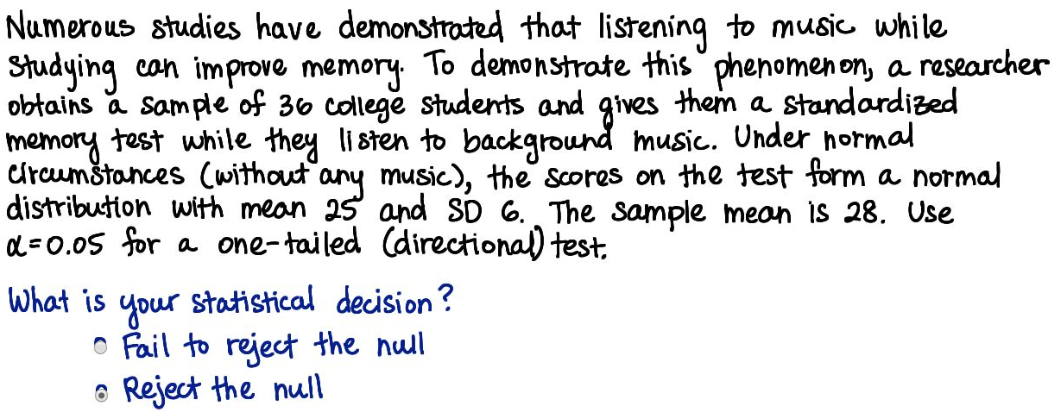 Numerous studies have demonstrated that listening to music while
studying can improve memory. To demonstrate this phenomenon, a researcher
obtains a sample of 36 college students and gives them a standardized
memory test while they listen to background music. Under normal
circumstances (without any music), the scores on the test form a normal
distribution with mean 25 and SD 6. The sample mean is 28. Use
α=0.05 for a one-tailed (directional) test.
What is your statistical decision?
Fail to reject the null
Reject the null